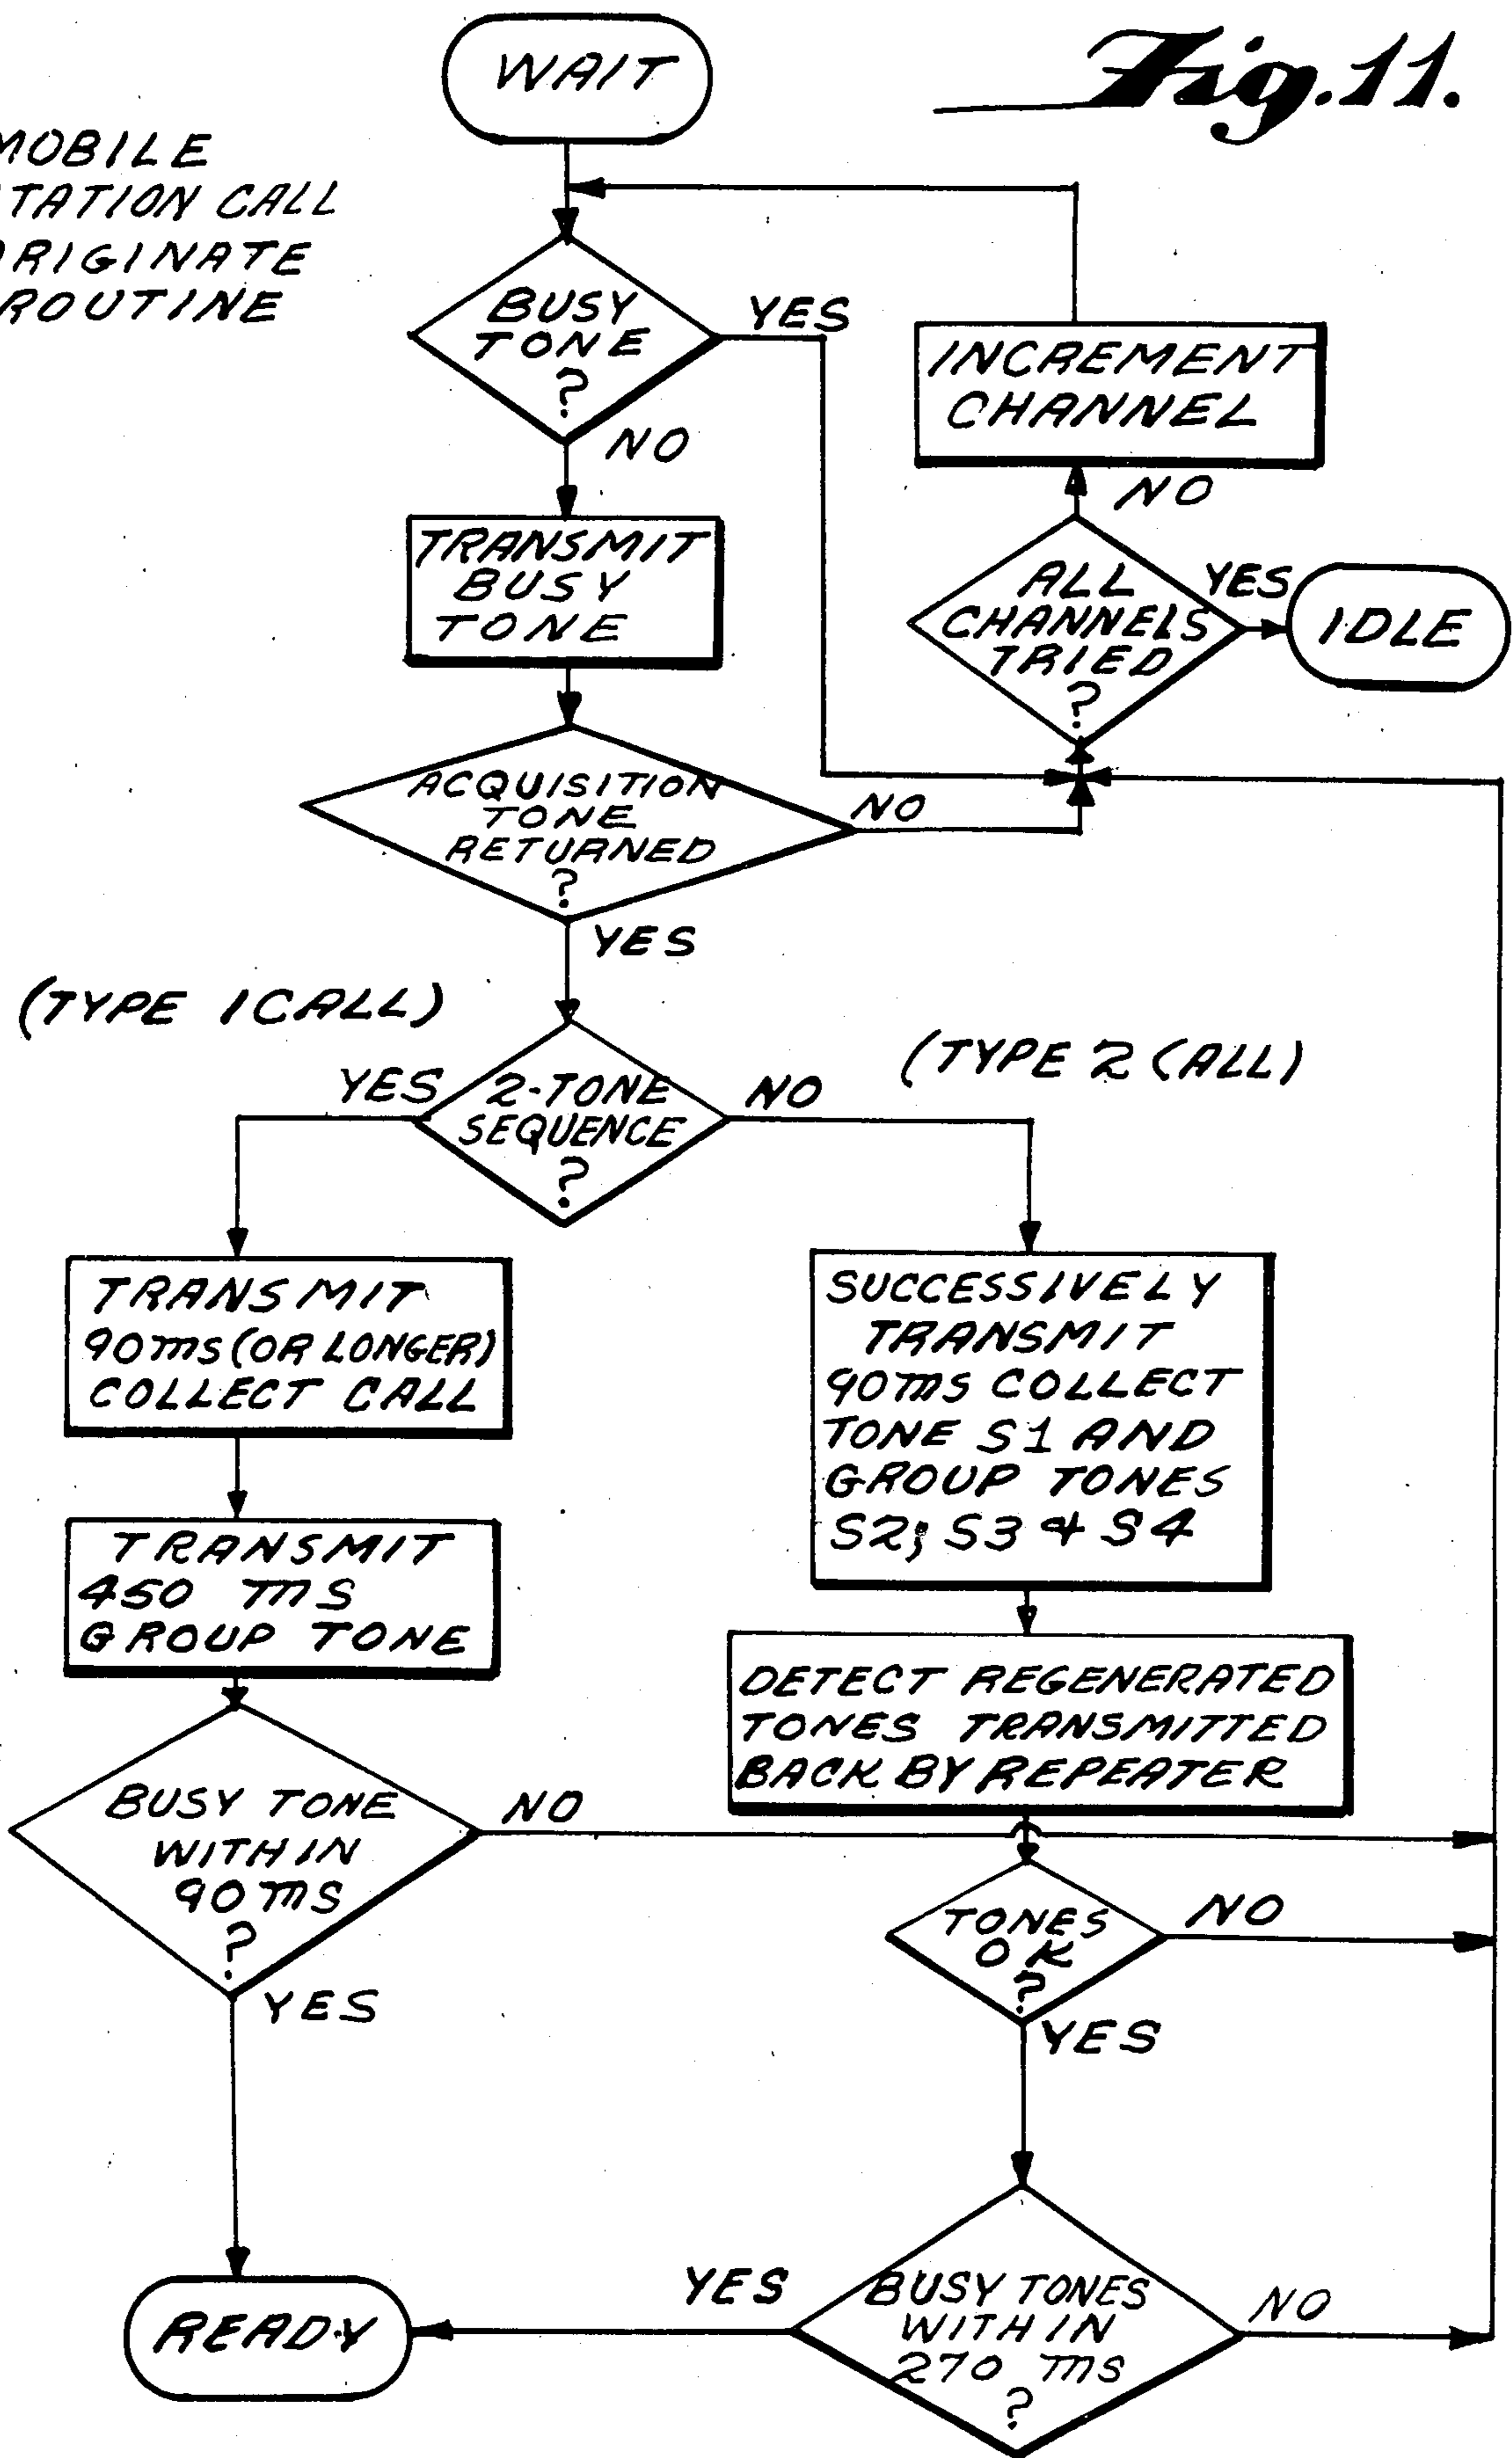 Fig. 11.
MOBILE
TATION CALL
RIGINATE
ROUTINE
WAIT
BUSY
TONE
?
YES
NO
INCREMENT
CHANNEL
NO
TRANSMIT
BUSY
TONE
ALL
CHANNELS
TRIED
?
YES
IDLE
ACQUISITION
TONE
RETURNED
?
NO
YES
(TYPE 1 CALL)
(TYPE 2 CALL)
YES
2-TONE
SEQUENCE
?
NO
TRANSMIT
90ms (OR LONGER)
COLLECT CALL
SUCCESSIVELY
TRANSMIT
90ms COLLECT
TONE S1 AND
GROUP TONES
S2; S3 & S4
TRANSMIT
450 ms
GROUP TONE
DETECT REGENERATED
TONES TRANSMITTED
BACK BY REPEATER
BUSY TONE
WITHIN
90ms
?
NO
YES
TONES
OK
?
NO
YES
READY
YES
BUSY TONES
WITHIN
270 ms
?
NO